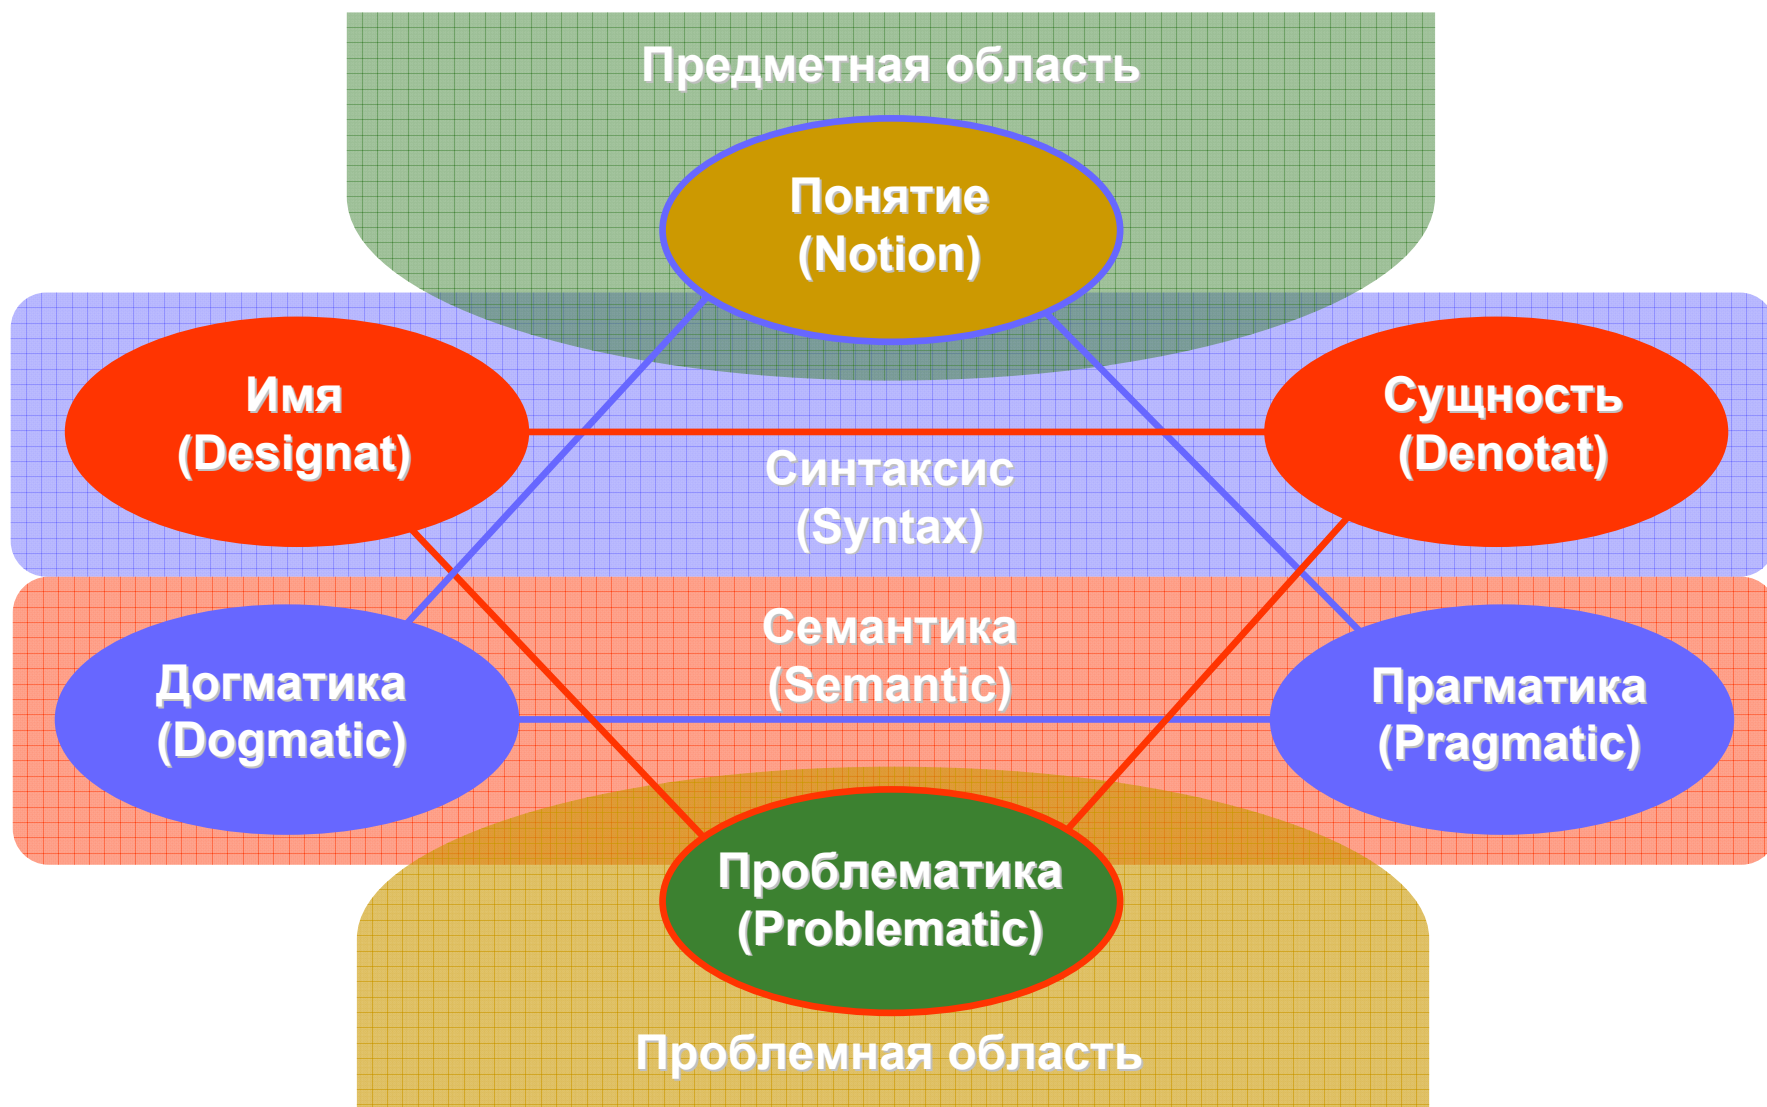 Предметная область
Понятие
(Notion)
Имя
(Designat)
Сущность
(Denotat)
Синтаксис
(Syntax)
Семантика
(Semantic)
Догматика
(Dogmatic)
Прагматика
(Pragmatic)
Проблематика
(Problematic)
Проблемная область